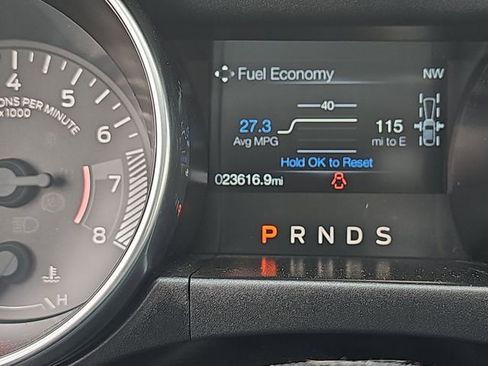 Fuel Economy NW
4
5
6
7
8
ONS PER MINUTE
x1000
40
27.3 115
Avg MPG mi to E
Hold OK to Reset
023616.9mi
P R N D S
H